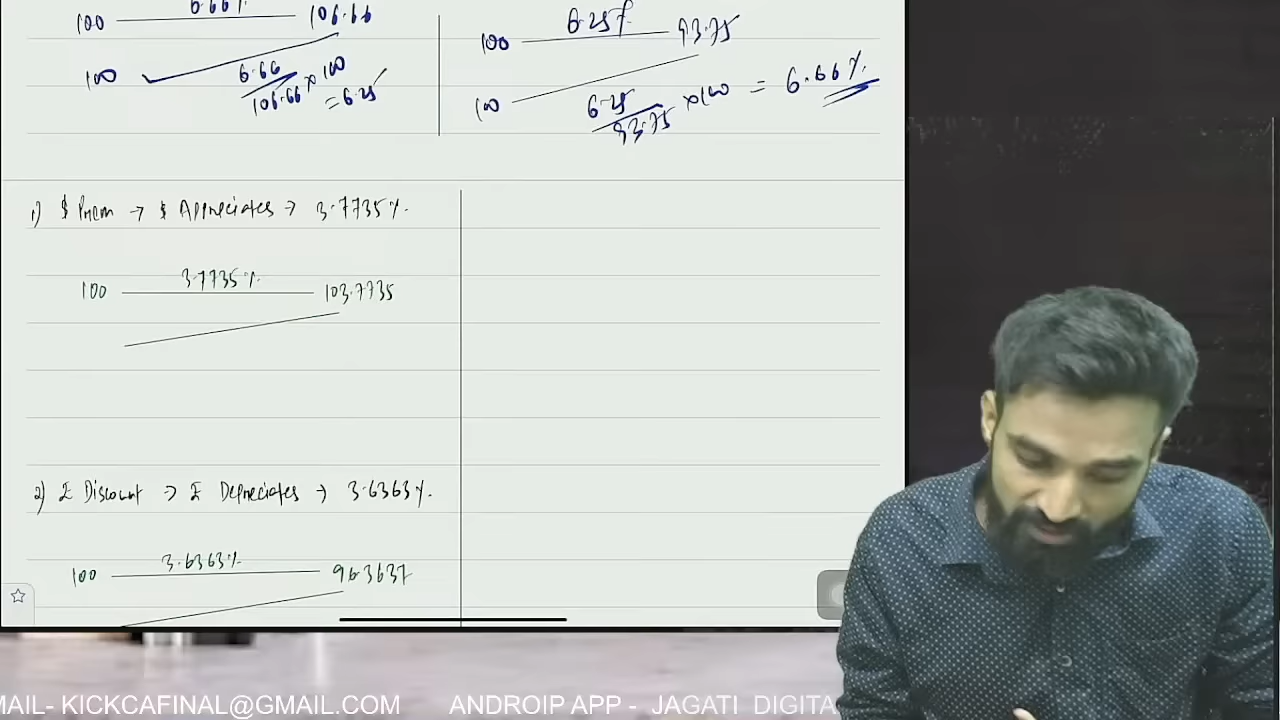 6.66%
100 106.66
100 6.66/106.66 × 100
= 6.25
6.25%
100 93.75
100 6.25/93.75 × 100 = 6.66%
1) $ Prem → $ Appreciates → 3.7735%.
3.7735%
100 103.7735
2) £ Discount → £ Depreciates → 3.6363%.
3.6363%
100 96.3637
MAIL- KICKCAFINAL@GMAIL.COM ANDROIP APP - JAGATI DIGITA